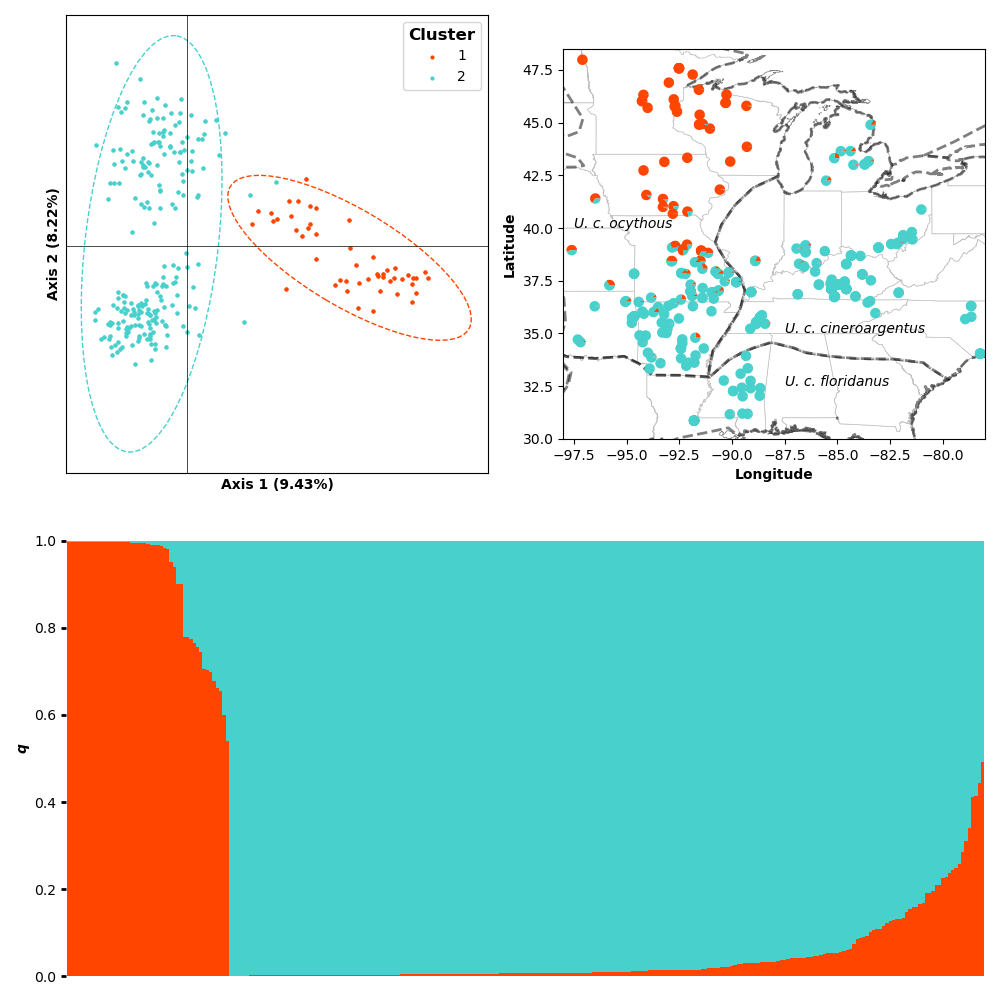 Cluster
1
2
Axis 2 (8.22%)
Axis 1 (9.43%)
47.5
45.0
42.5
40.0
37.5
35.0
32.5
30.0
Latitude
U. c. ocythous
U. c. cineroargentus
U. c. floridanus
−97.5 −95.0 −92.5 −90.0 −87.5 −85.0 −82.5 −80.0
Longitude
1.0
0.8
0.6
0.4
0.2
0.0
q